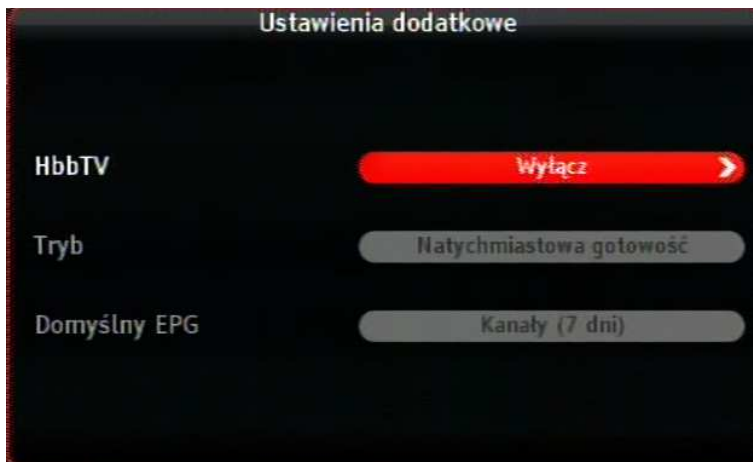 Ustawienia dodatkowe
HbbTV
Wyłącz
Tryb
Natychmiastowa gotowość
Domyślny EPG
Kanały (7 dni)